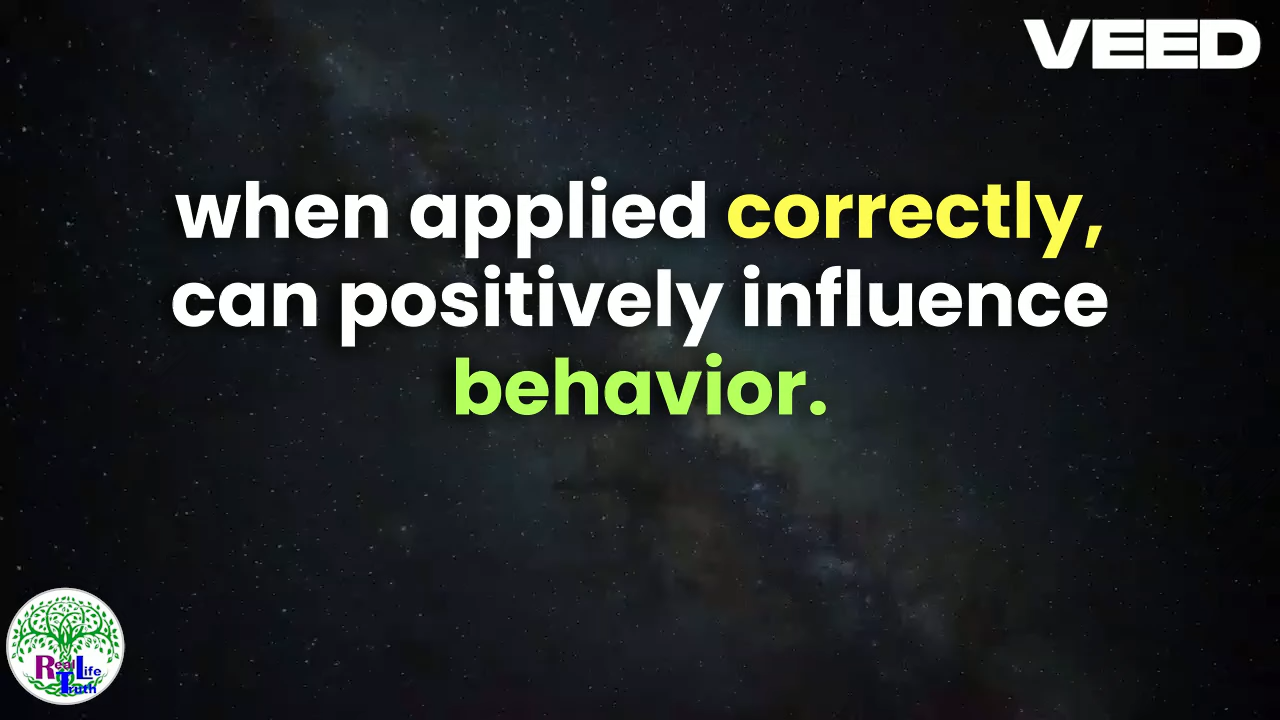 VEED
when applied correctly,
can positively influence
behavior.
Real Life
Truth